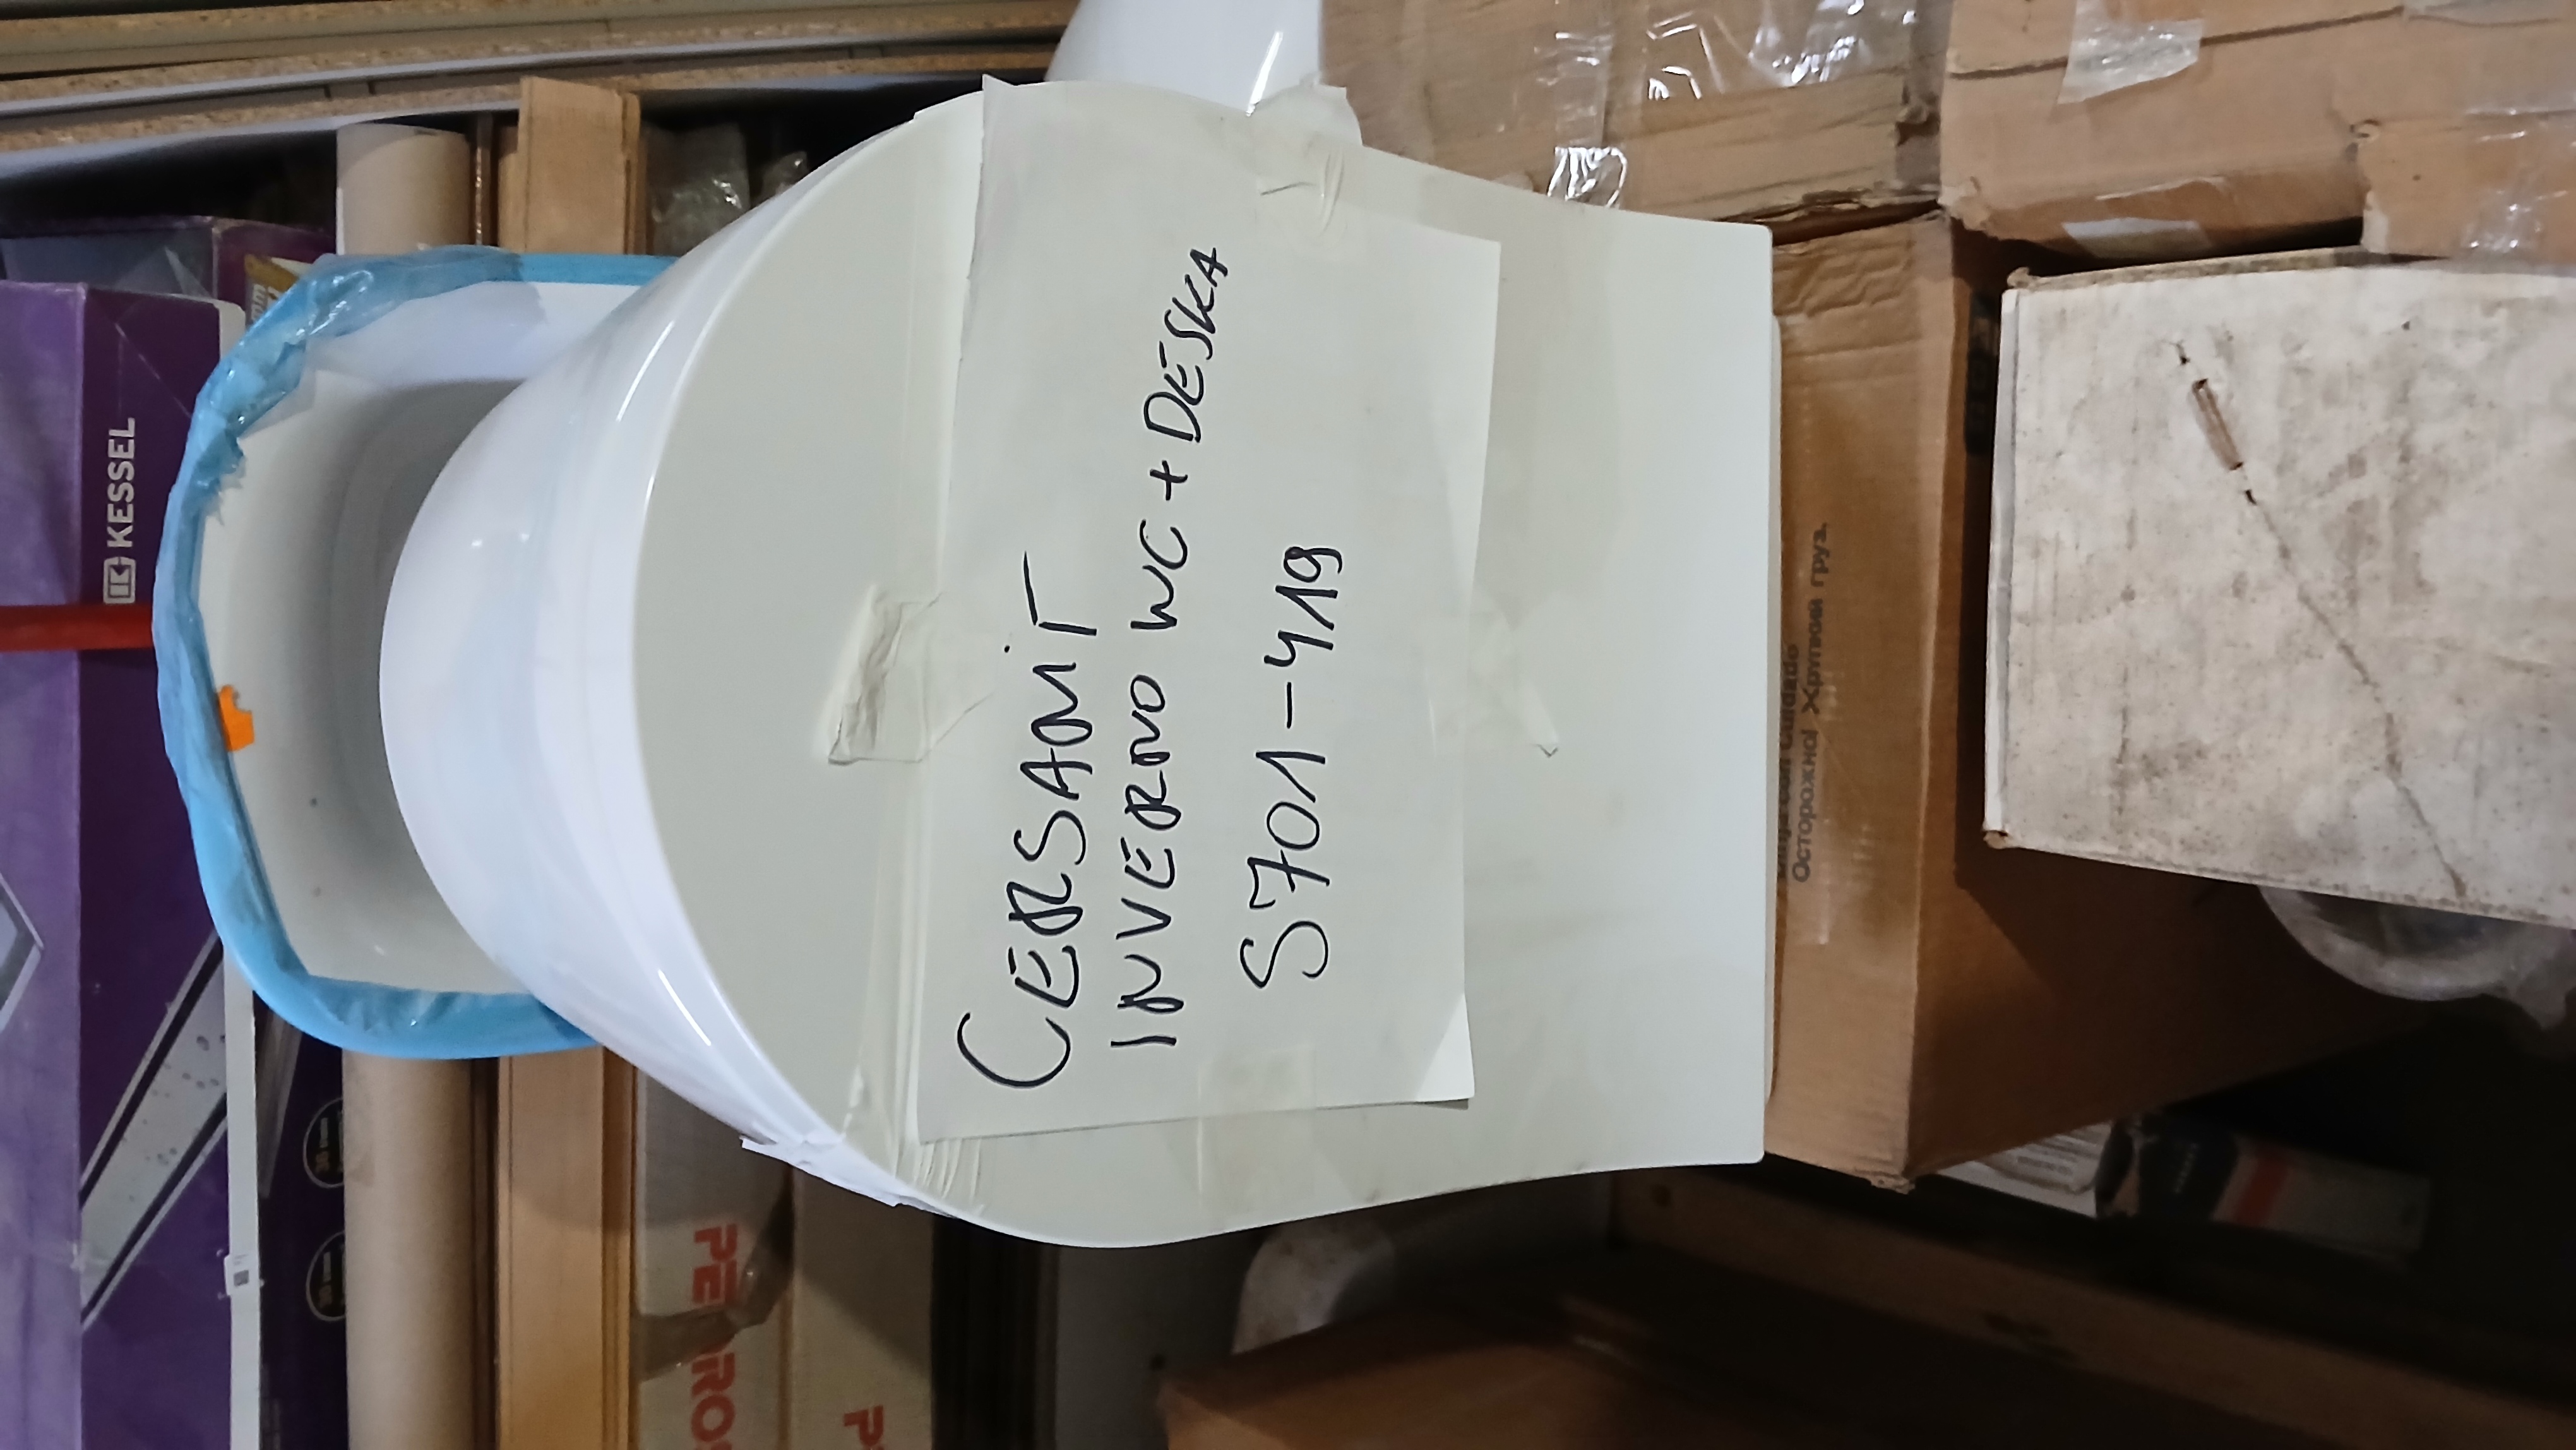 CERSANIT
INVERNO WC + DESKA
S701-419
KESSEL
Осторожно! Хрупкий груз.